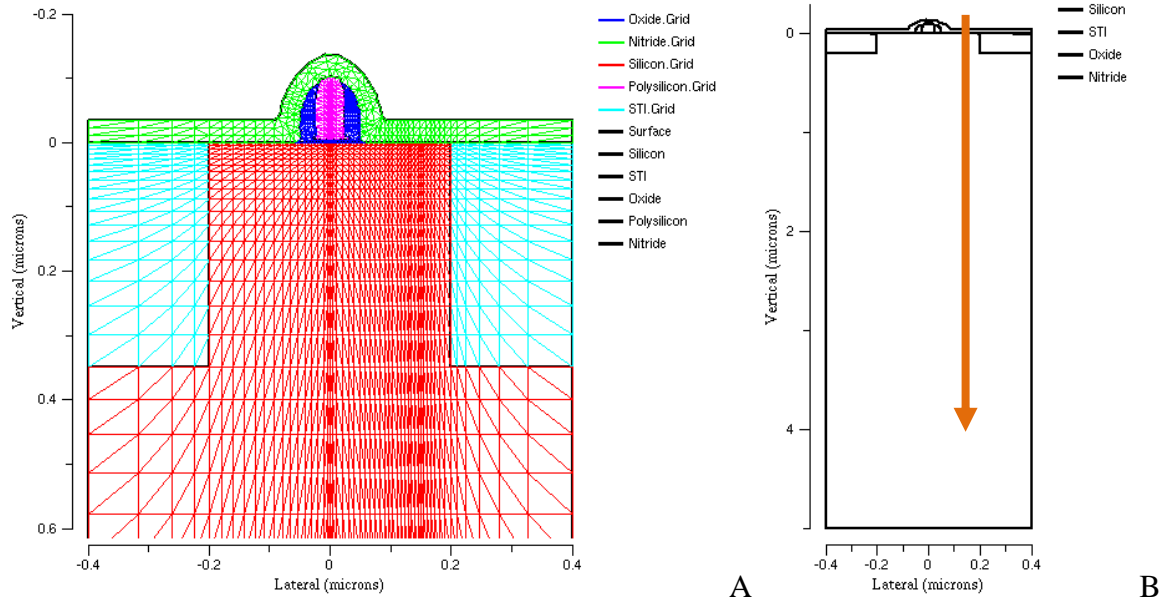 -0.2
0
0.2
0.4
0.6
Vertical (microns)
-0.4
-0.2
0
0.2
0.4
Lateral (microns)
Oxide.Grid
Nitride.Grid
Silicon.Grid
Polysilicon.Grid
STI.Grid
Surface
Silicon
STI
Oxide
Polysilicon
Nitride
A
0
2
4
Vertical (microns)
-0.4
-0.2
0
0.2
0.4
Lateral (microns)
Silicon
STI
Oxide
Nitride
B